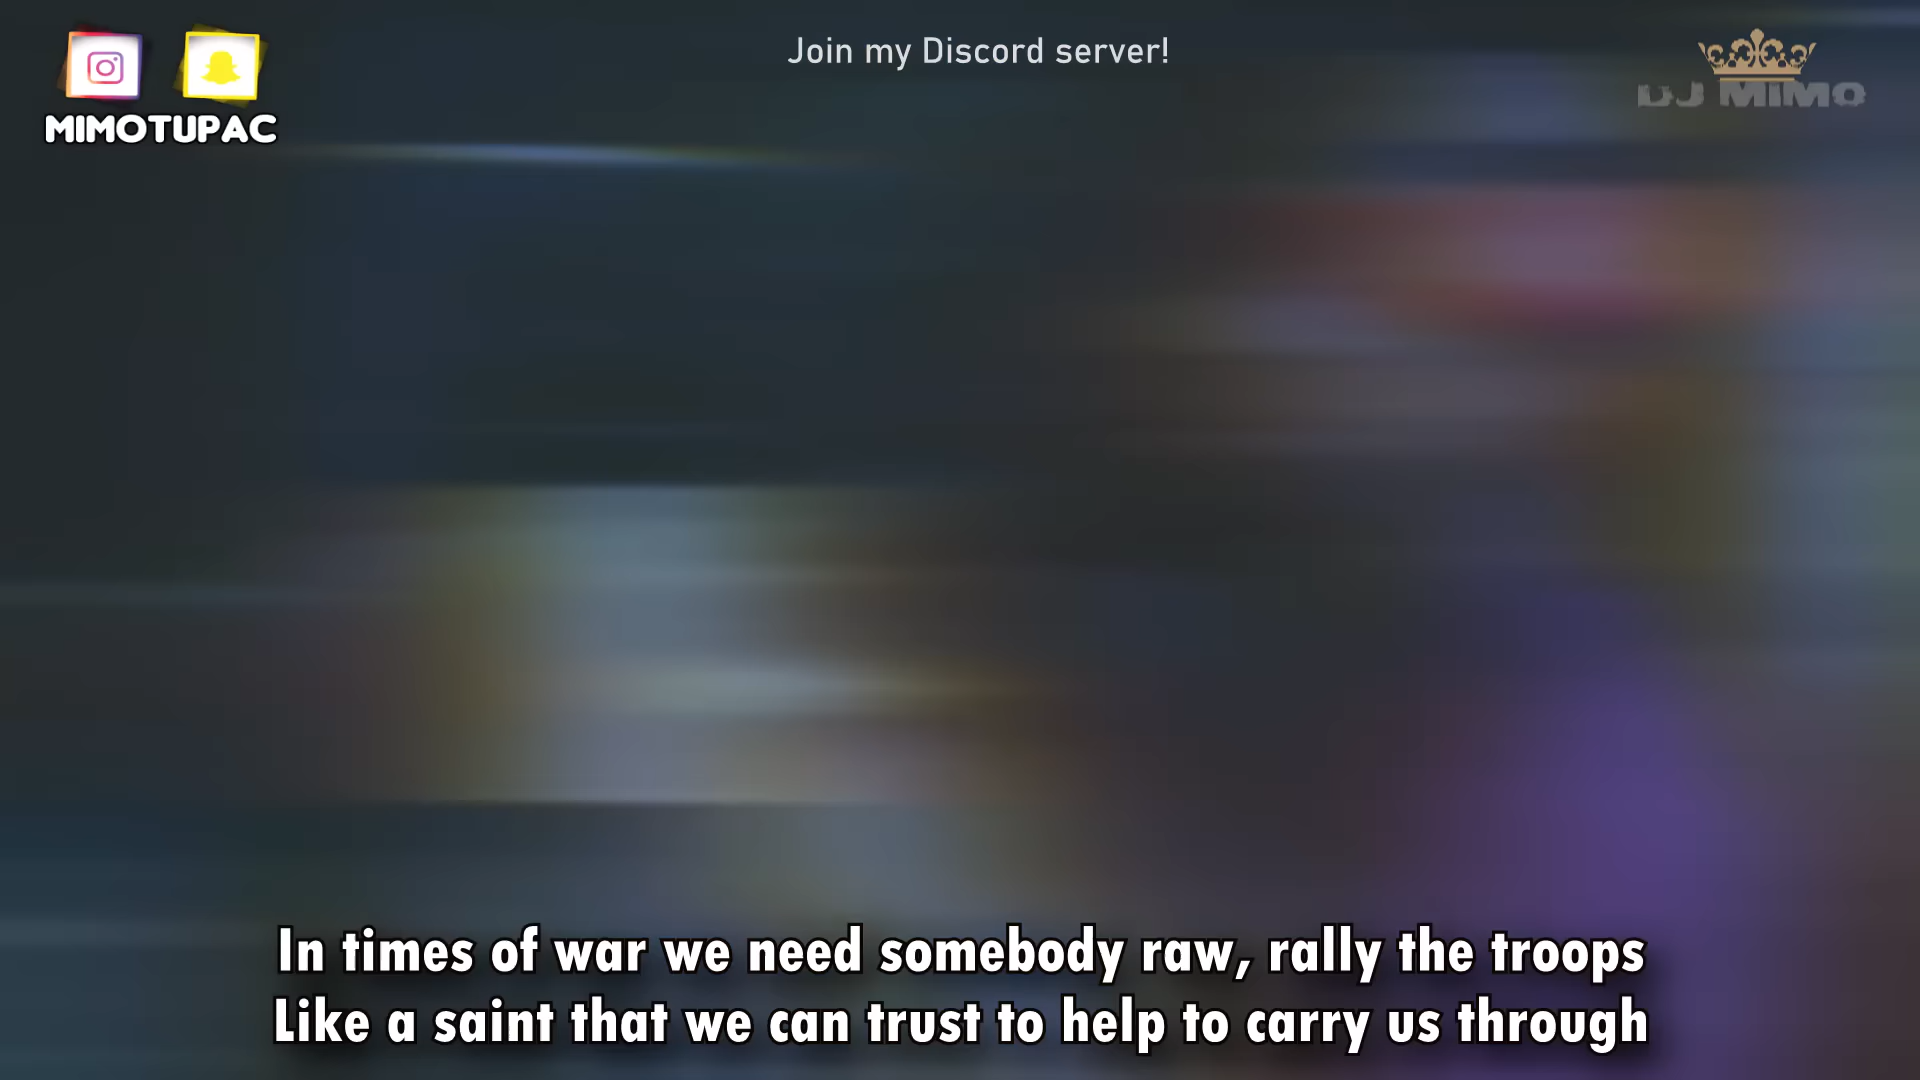 Join my Discord server!
DJ MIMO
MIMOTUPAC
In times of war we need somebody raw, rally the troops
Like a saint that we can trust to help to carry us through